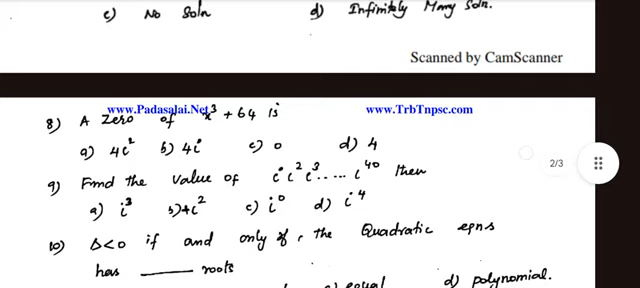 c) No Soln d) Infinitely Many Soln.
Scanned by CamScanner
www.Padasalai.Net www.TrbTnpsc.com
8) A zero of x³ + 64 is
a) 4i² b) 4i c) 0 d) 4
2/3
9) Find the value of i i² i³ ..... i⁴⁰ then
a) i³ b) +i² c) i⁰ d) i⁴
10) Δ<0 if and only if, the Quadratic eqns
has ______ roots
c) equal d) polynomial.